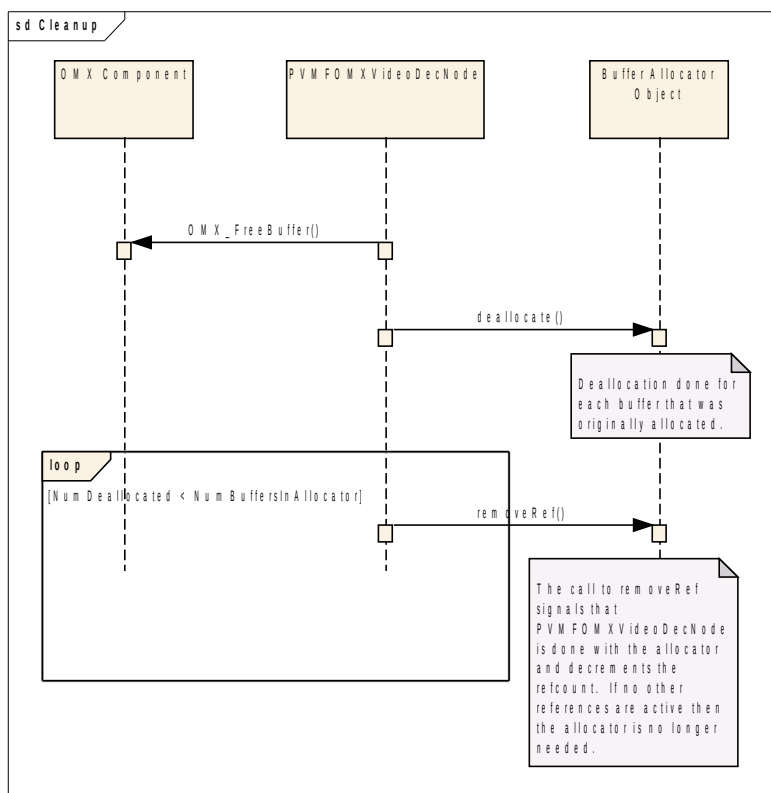 sd Cleanup
OMX Component
PVMFOMXVideoDecNode
BufferAllocator
Object
OMX_FreeBuffer()
deallocate()
Deallocation done for
each buffer that was
originally allocated.
loop
[NumDeallocated < NumBuffersInAllocator]
removeRef()
The call to removeRef
signals that
PVMFOMXVideoDecNode
is done with the allocator
and decrements the
refcount. If no other
references are active then
the allocator is no longer
needed.